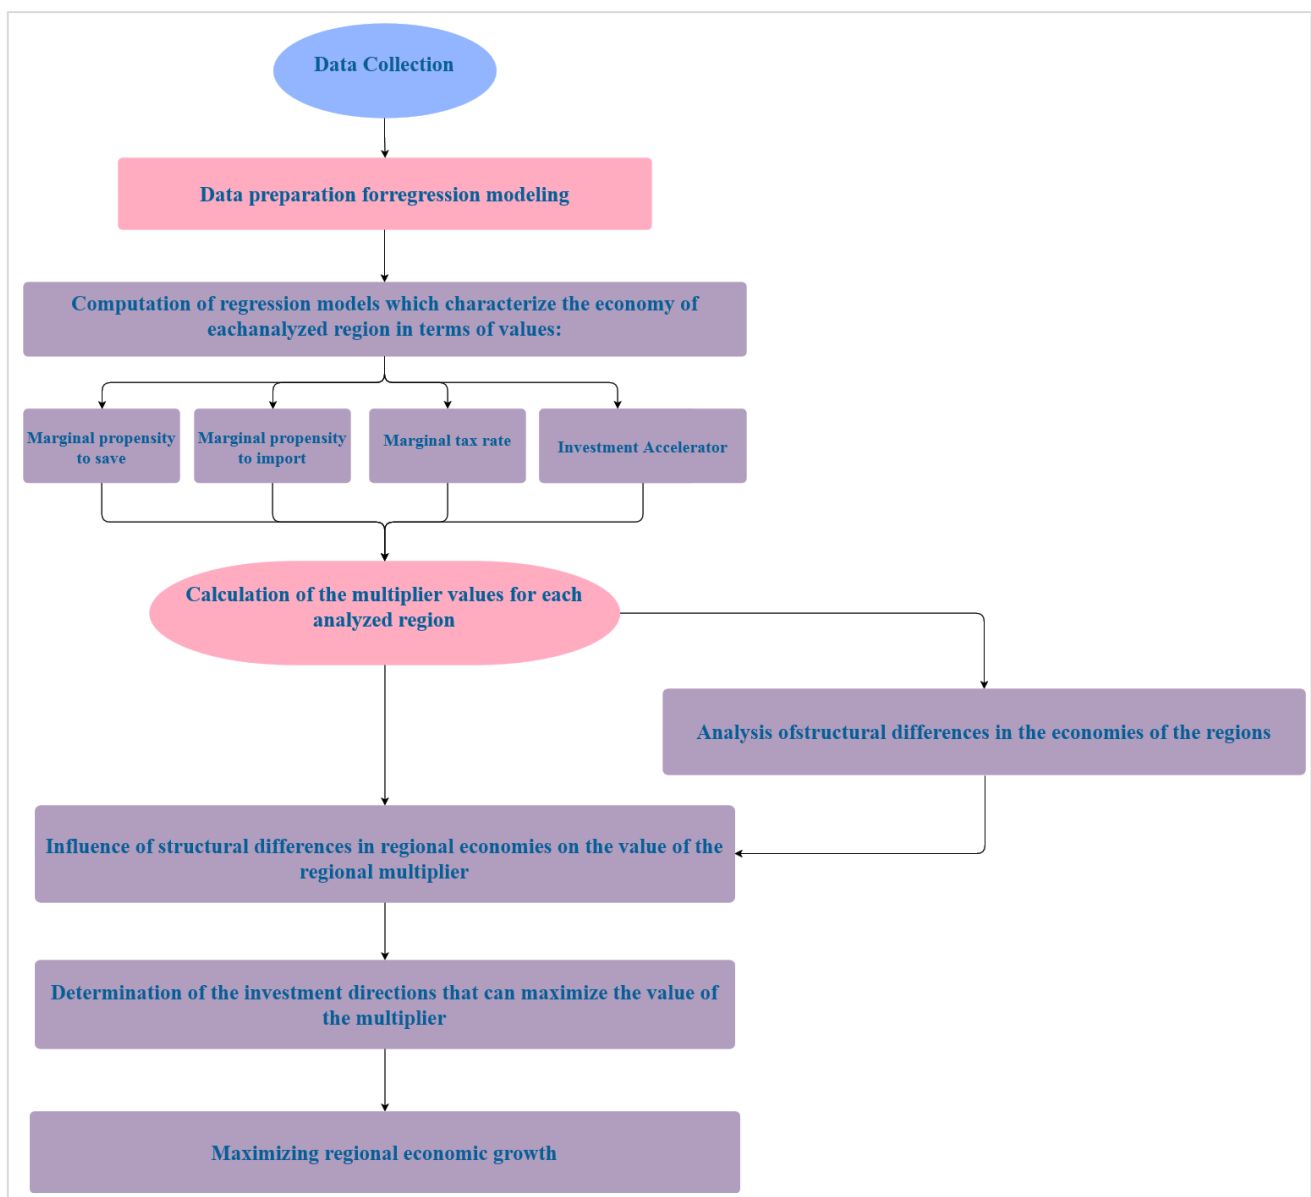 Data Collection
Data preparation forregression modeling
Computation of regression models which characterize the economy of
eachanalyzed region in terms of values:
Marginal propensity
to save
Marginal propensity
to import
Marginal tax rate
Investment Accelerator
Calculation of the multiplier values for each
analyzed region
Analysis ofstructural differences in the economies of the regions
Influence of structural differences in regional economies on the value of the
regional multiplier
Determination of the investment directions that can maximize the value of
the multiplier
Maximizing regional economic growth